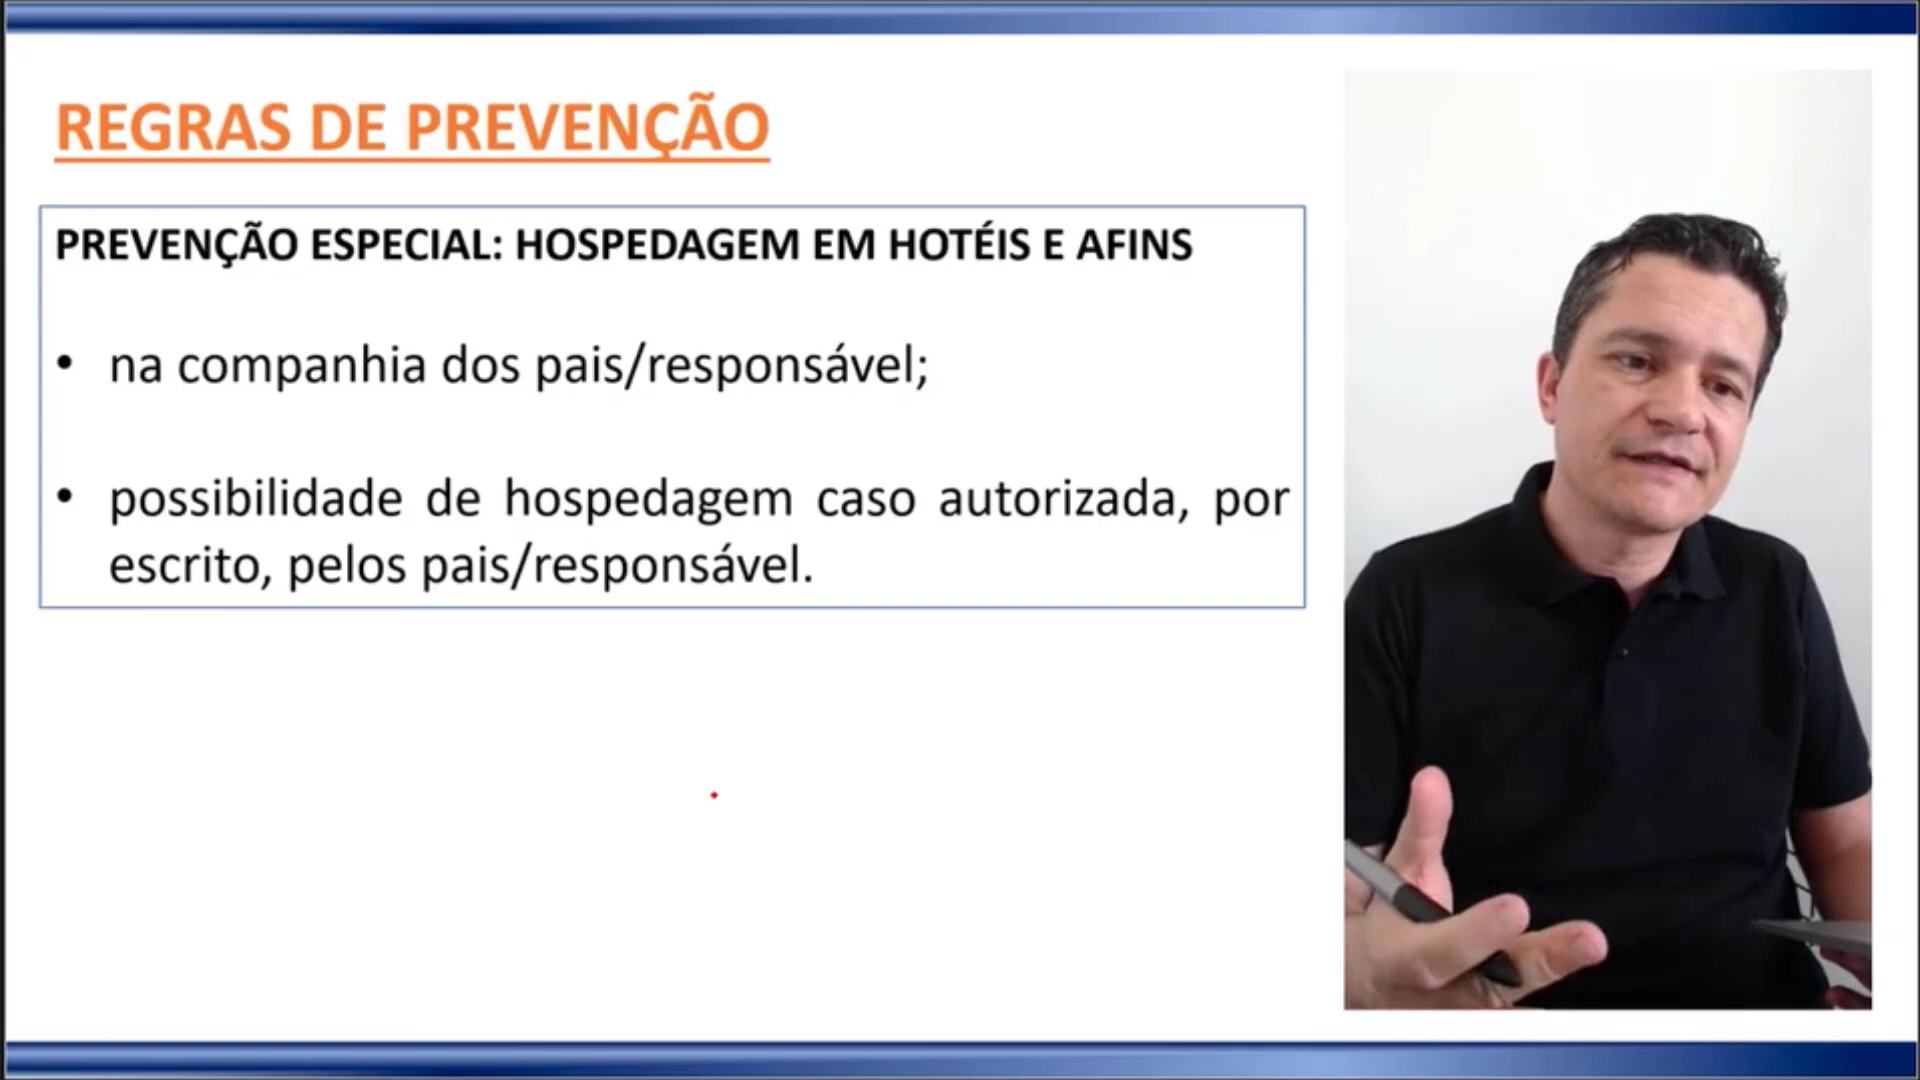 REGRAS DE PREVENÇÃO
PREVENÇÃO ESPECIAL: HOSPEDAGEM EM HOTÉIS E AFINS
• na companhia dos pais/responsável;
• possibilidade de hospedagem caso autorizada, por
escrito, pelos pais/responsável.